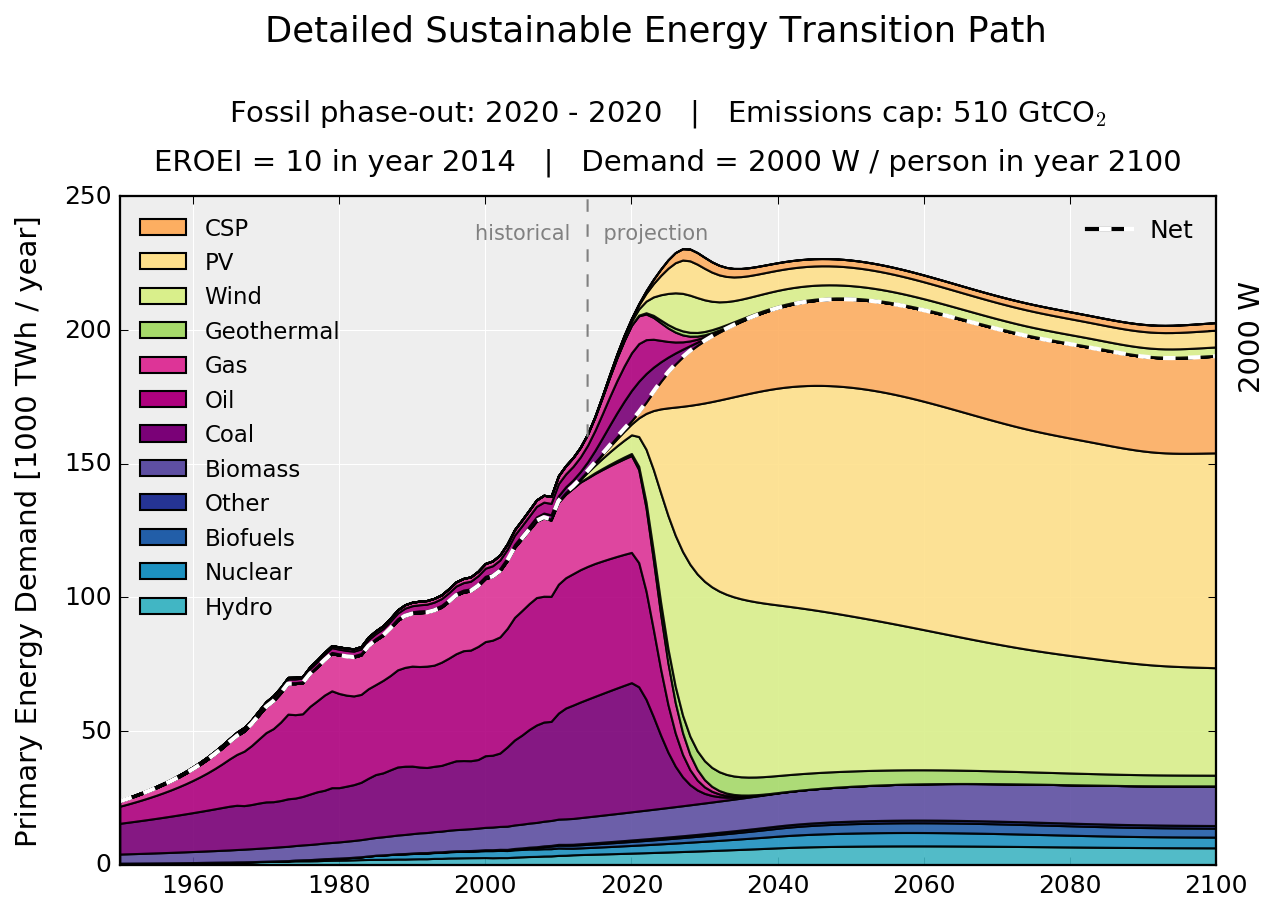 Detailed Sustainable Energy Transition Path
Fossil phase-out: 2020 - 2020 | Emissions cap: 510 GtCO₂
EROEI = 10 in year 2014 | Demand = 2000 W / person in year 2100
Primary Energy Demand [1000 TWh / year]
250
200
150
100
50
0
CSP
PV
Wind
Geothermal
Gas
Oil
Coal
Biomass
Other
Biofuels
Nuclear
Hydro
historical
projection
Net
2000 W
1960 1980 2000 2020 2040 2060 2080 2100